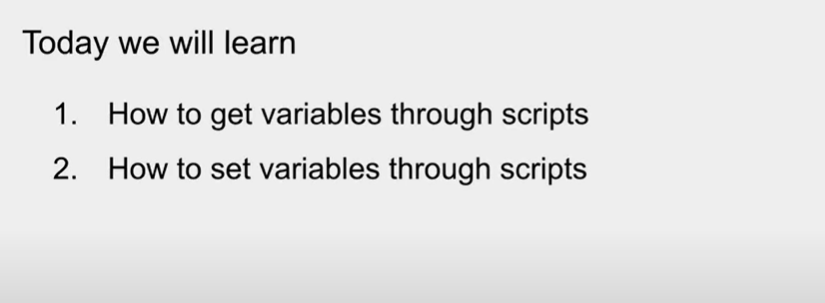 Today we will learn
1. How to get variables through scripts
2. How to set variables through scripts